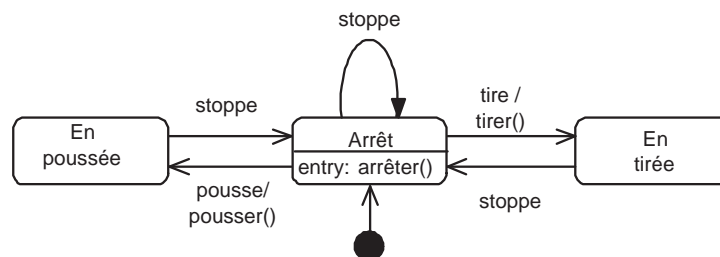 stoppe
stoppe
tire /
tirer()
En
poussée
Arrêt
entry: arrêter()
En
tirée
pousse/
pousser()
stoppe